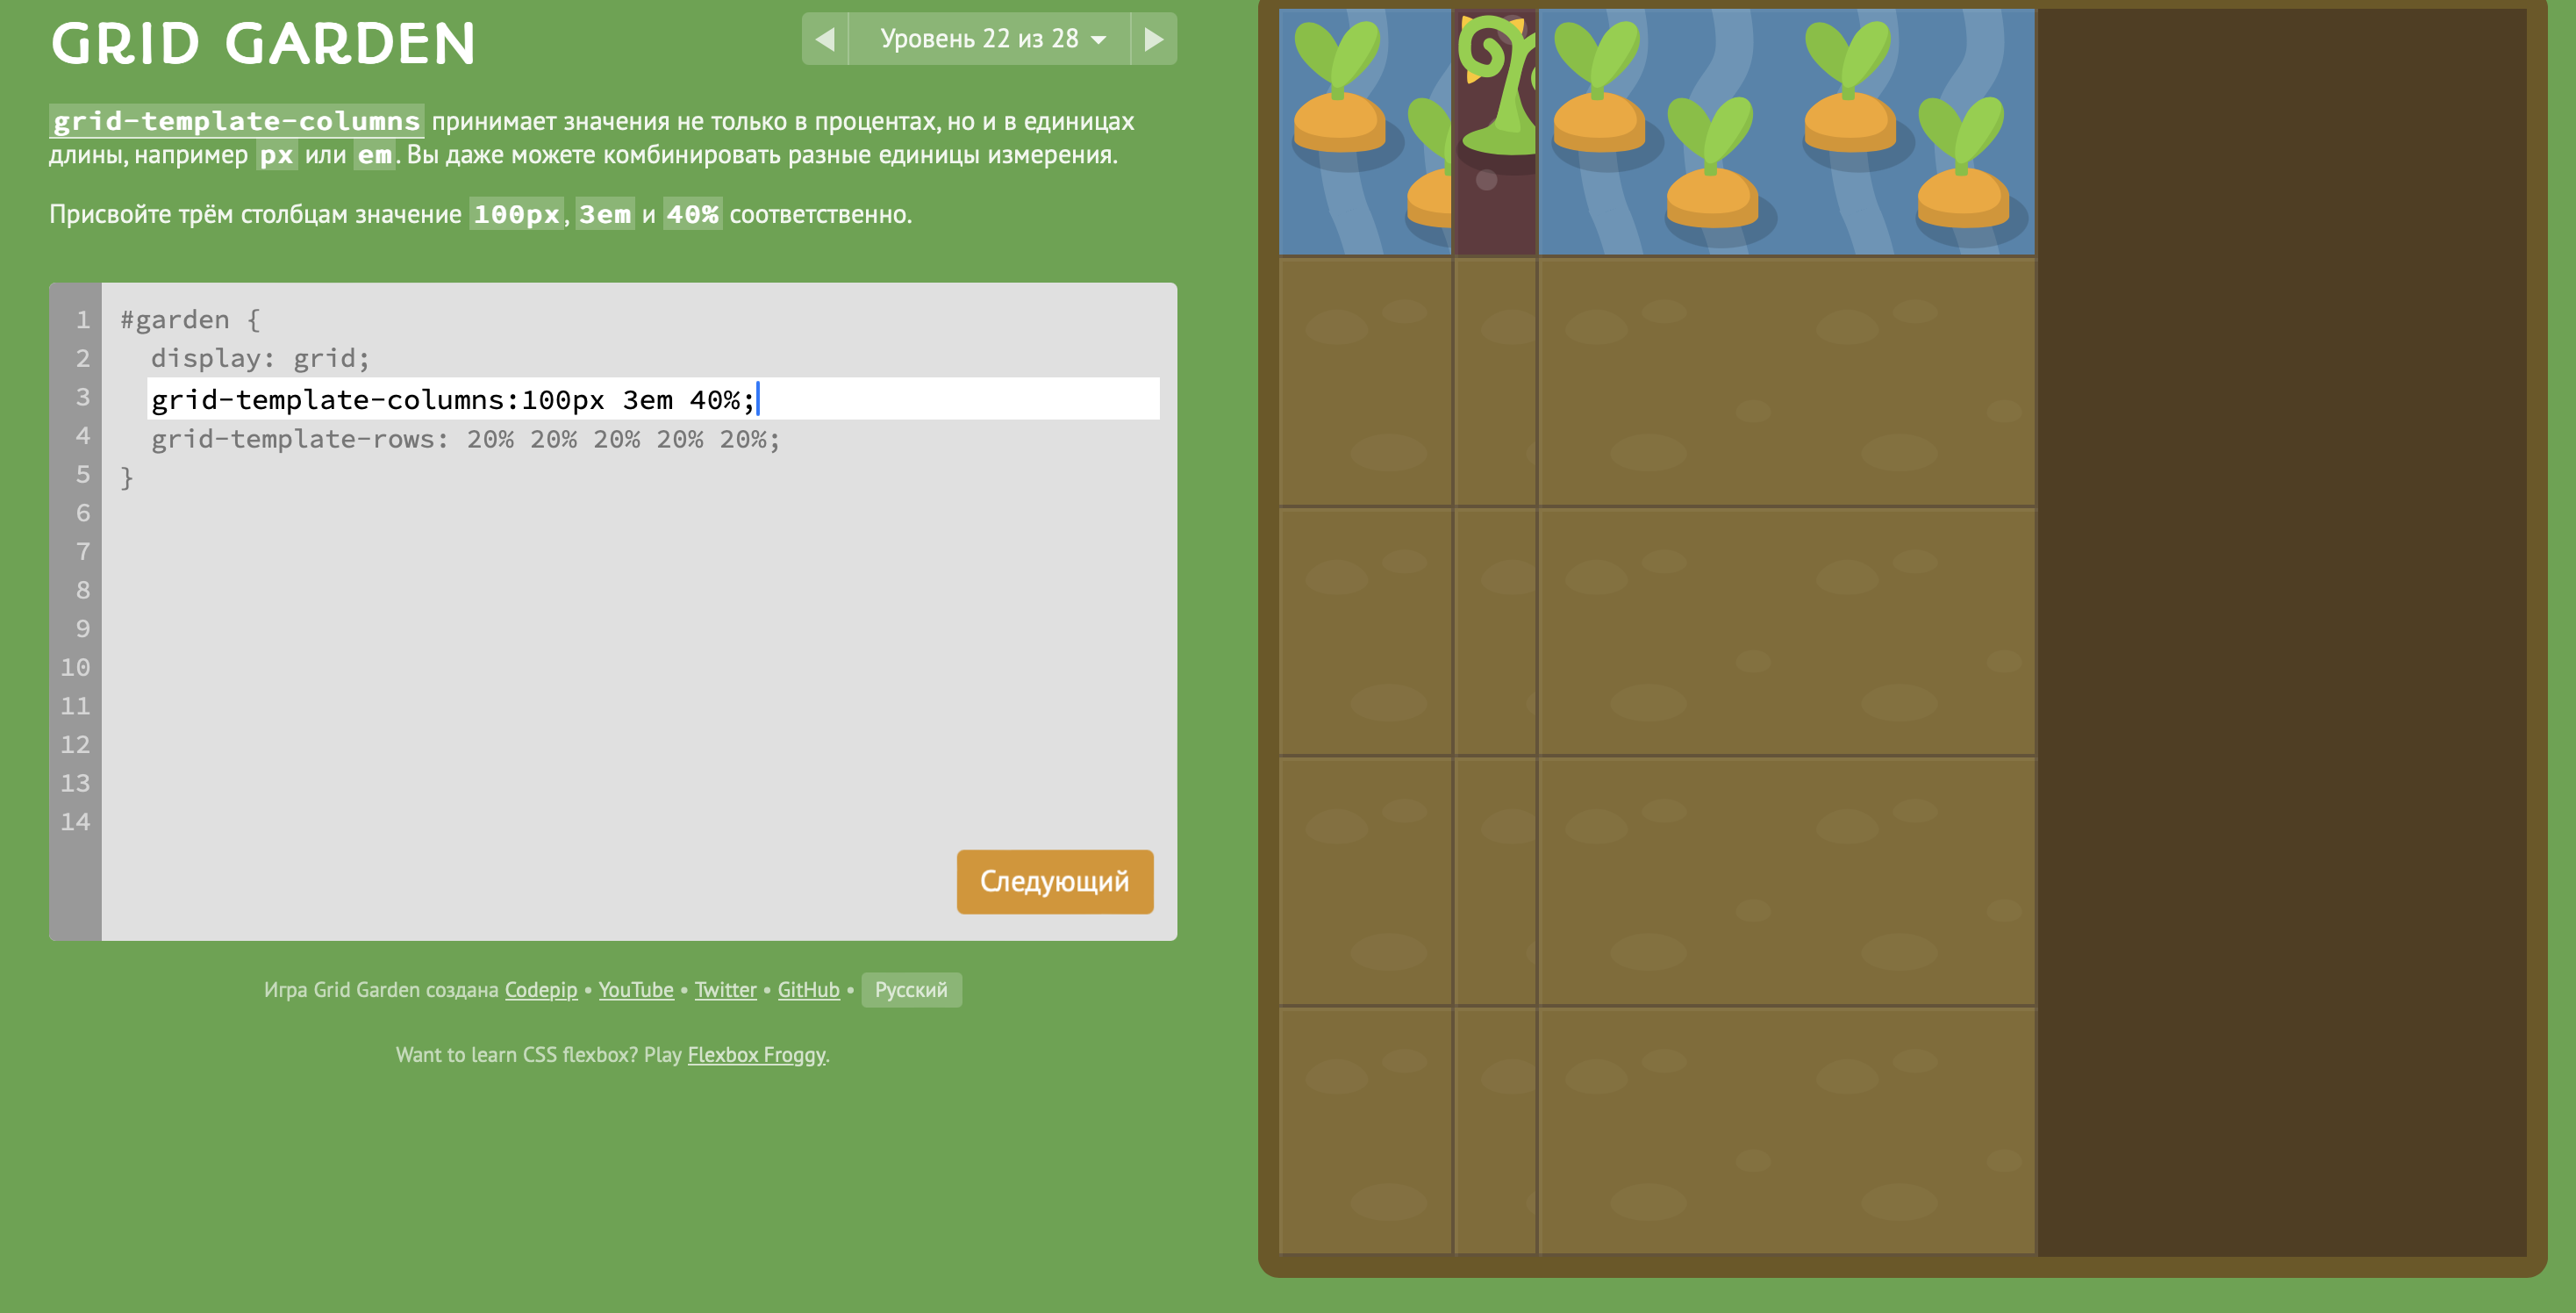 GRID GARDEN
Уровень 22 из 28
grid-template-columns принимает значения не только в процентах, но и в единицах
длины, например px или em. Вы даже можете комбинировать разные единицы измерения.
Присвойте трём столбцам значение 100px, 3em и 40% соответственно.
1 #garden {
2 display: grid;
3 grid-template-columns:100px 3em 40%;
4 grid-template-rows: 20% 20% 20% 20% 20%;
5 }
6
7
8
9
10
11
12
13
14
Следующий
Игра Grid Garden создана Codepip • YouTube • Twitter • GitHub • Русский
Want to learn CSS flexbox? Play Flexbox Froggy.